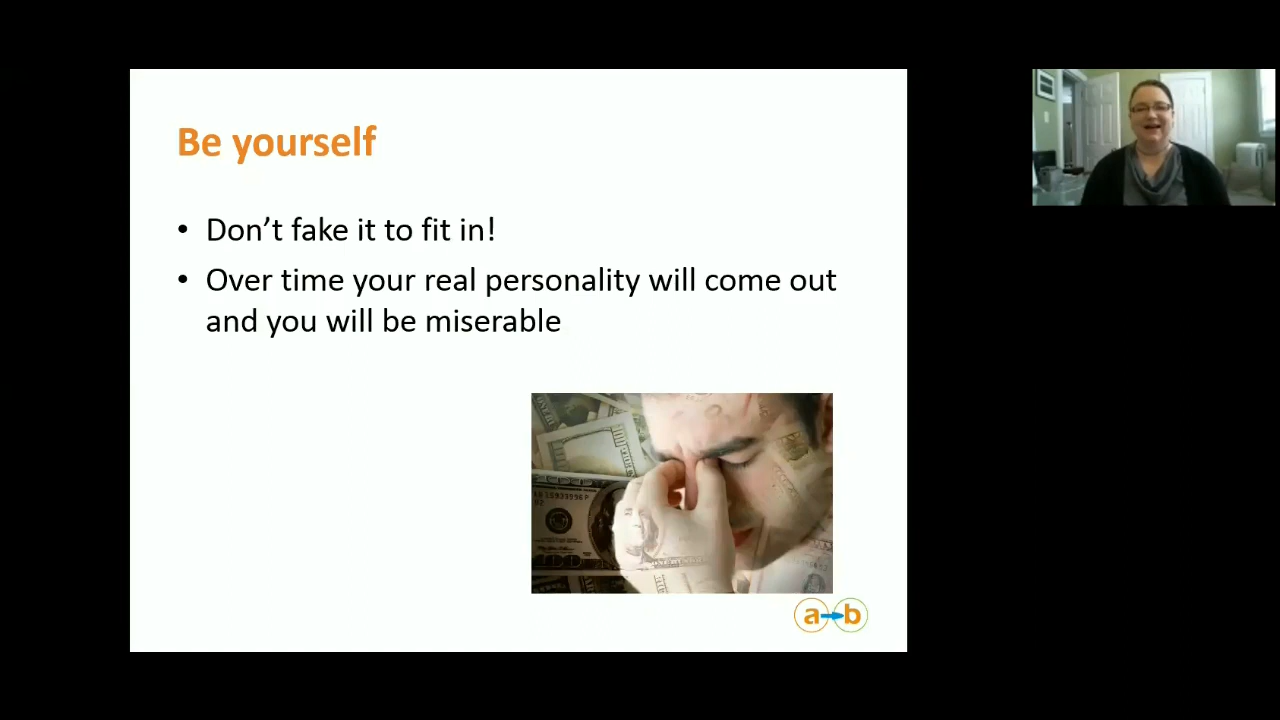 Be yourself
• Don’t fake it to fit in!
• Over time your real personality will come out
and you will be miserable
a b